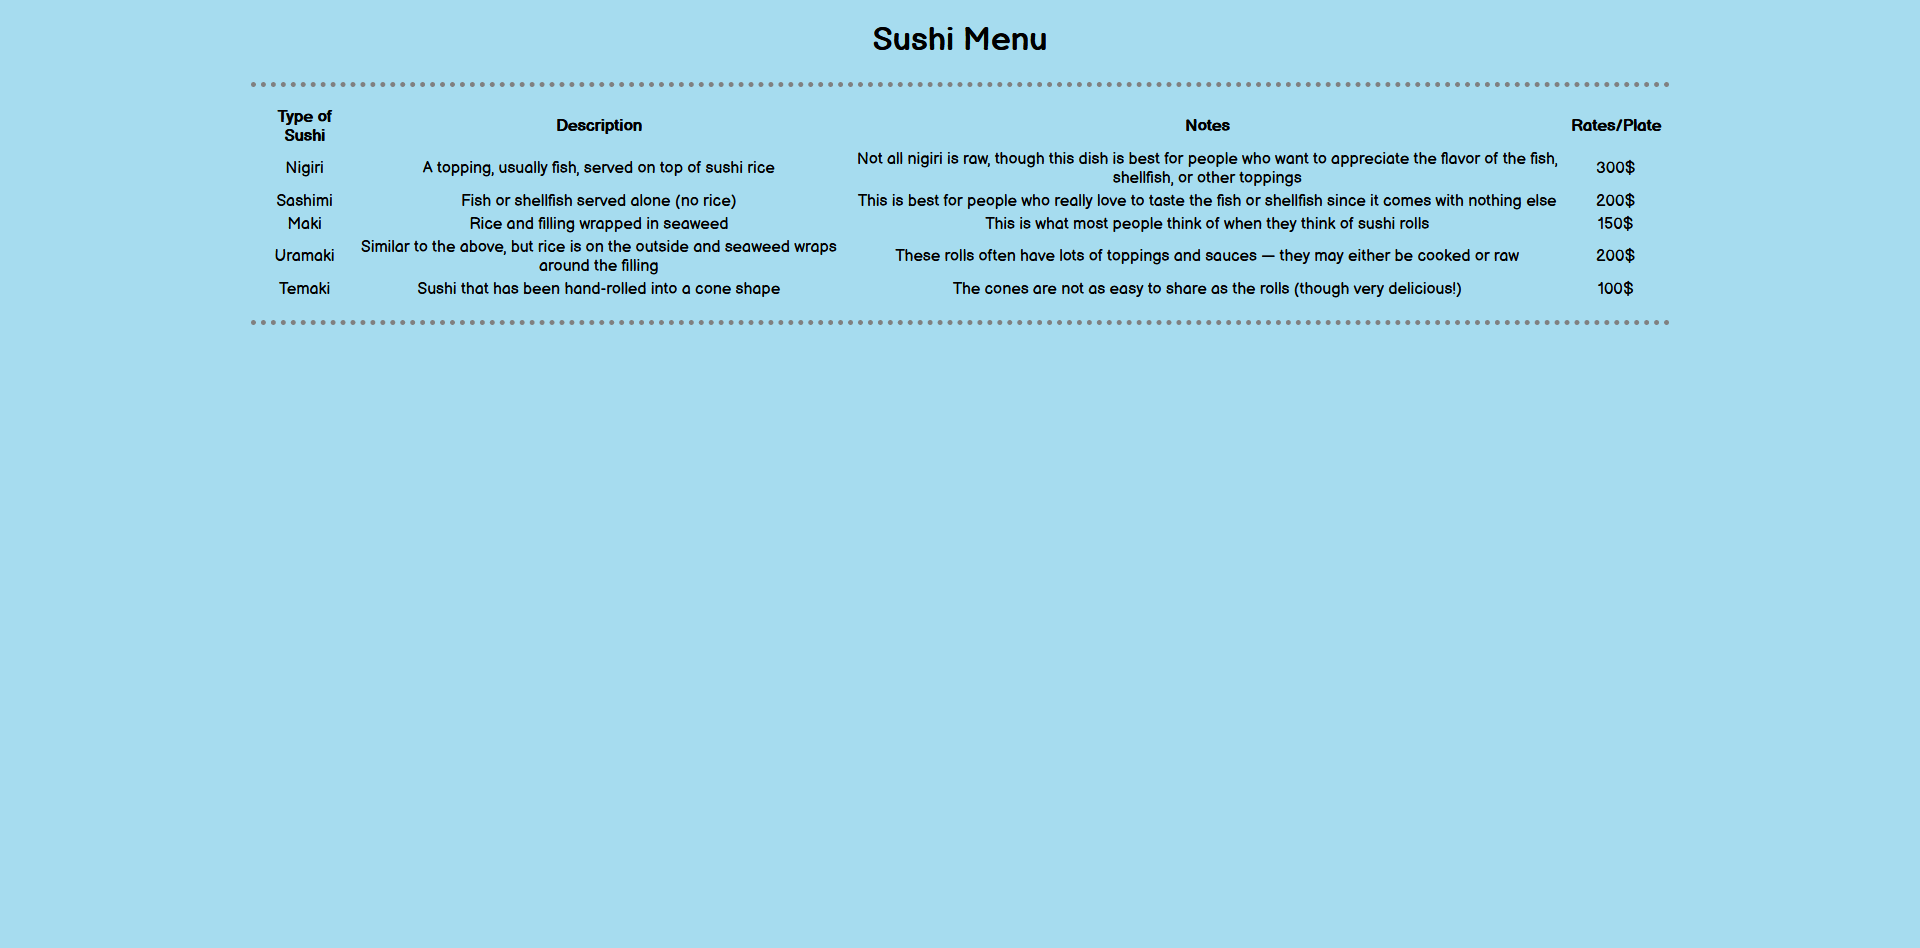 Sushi Menu
Type of
Sushi
Description
Notes
Rates/Plate
Nigiri
A topping, usually fish, served on top of sushi rice
Not all nigiri is raw, though this dish is best for people who want to appreciate the flavor of the fish,
shellfish, or other toppings
300$
Sashimi
Fish or shellfish served alone (no rice)
This is best for people who really love to taste the fish or shellfish since it comes with nothing else
200$
Maki
Rice and filling wrapped in seaweed
This is what most people think of when they think of sushi rolls
150$
Uramaki
Similar to the above, but rice is on the outside and seaweed wraps
around the filling
These rolls often have lots of toppings and sauces — they may either be cooked or raw
200$
Temaki
Sushi that has been hand-rolled into a cone shape
The cones are not as easy to share as the rolls (though very delicious!)
100$